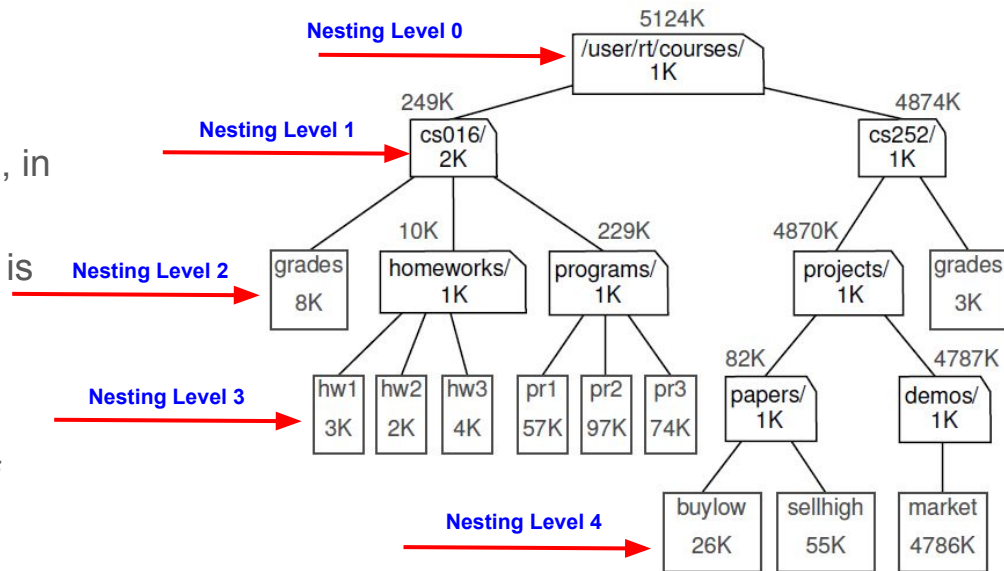 5124K
Nesting Level 0
/user/rt/courses/
1K
249K
4874K
Nesting Level 1
cs016/
2K
cs252/
1K
, in
10K
229K
4870K
is
Nesting Level 2
grades
8K
homeworks/
1K
programs/
1K
projects/
1K
grades
3K
82K
4787K
Nesting Level 3
hw1
3K
hw2
2K
hw3
4K
pr1
57K
pr2
97K
pr3
74K
papers/
1K
demos/
1K
Nesting Level 4
buylow
26K
sellhigh
55K
market
4786K